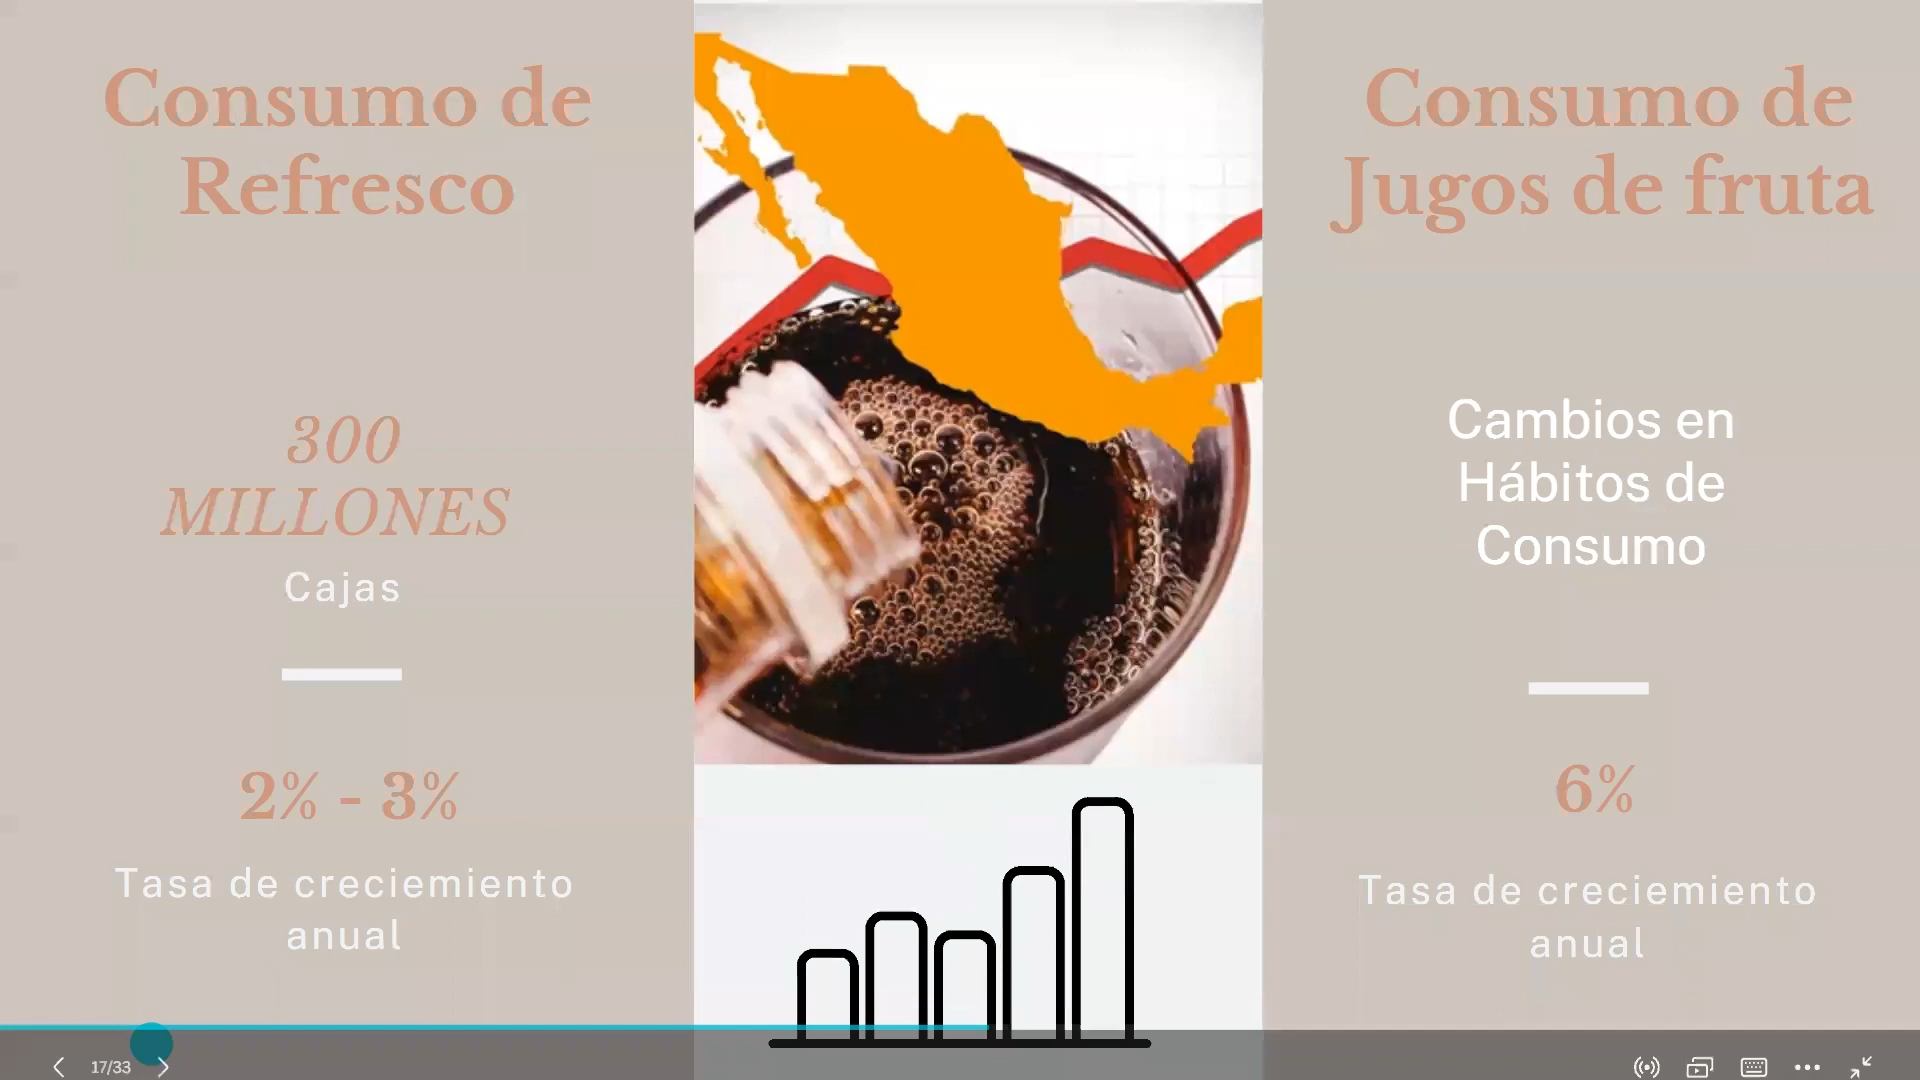 Consumo de
Refresco
300
MILLONES
Cajas
2% - 3%
Tasa de creciemiento
anual
Consumo de
Jugos de fruta
Cambios en
Hábitos de
Consumo
6%
Tasa de creciemiento
anual
17/33